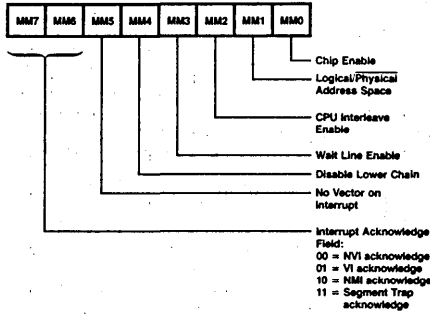 MM7 MM6 MM5 MM4 MM3 MM2 MM1 MM0
Chip Enable
Logical/Physical
Address Space
CPU Interleave
Enable
Wait Line Enable
Disable Lower Chain
No Vector on
Interrupt
Interrupt Acknowledge
Field:
00 = NVI acknowledge
01 = VI acknowledge
10 = NMI acknowledge
11 = Segment Trap
acknowledge